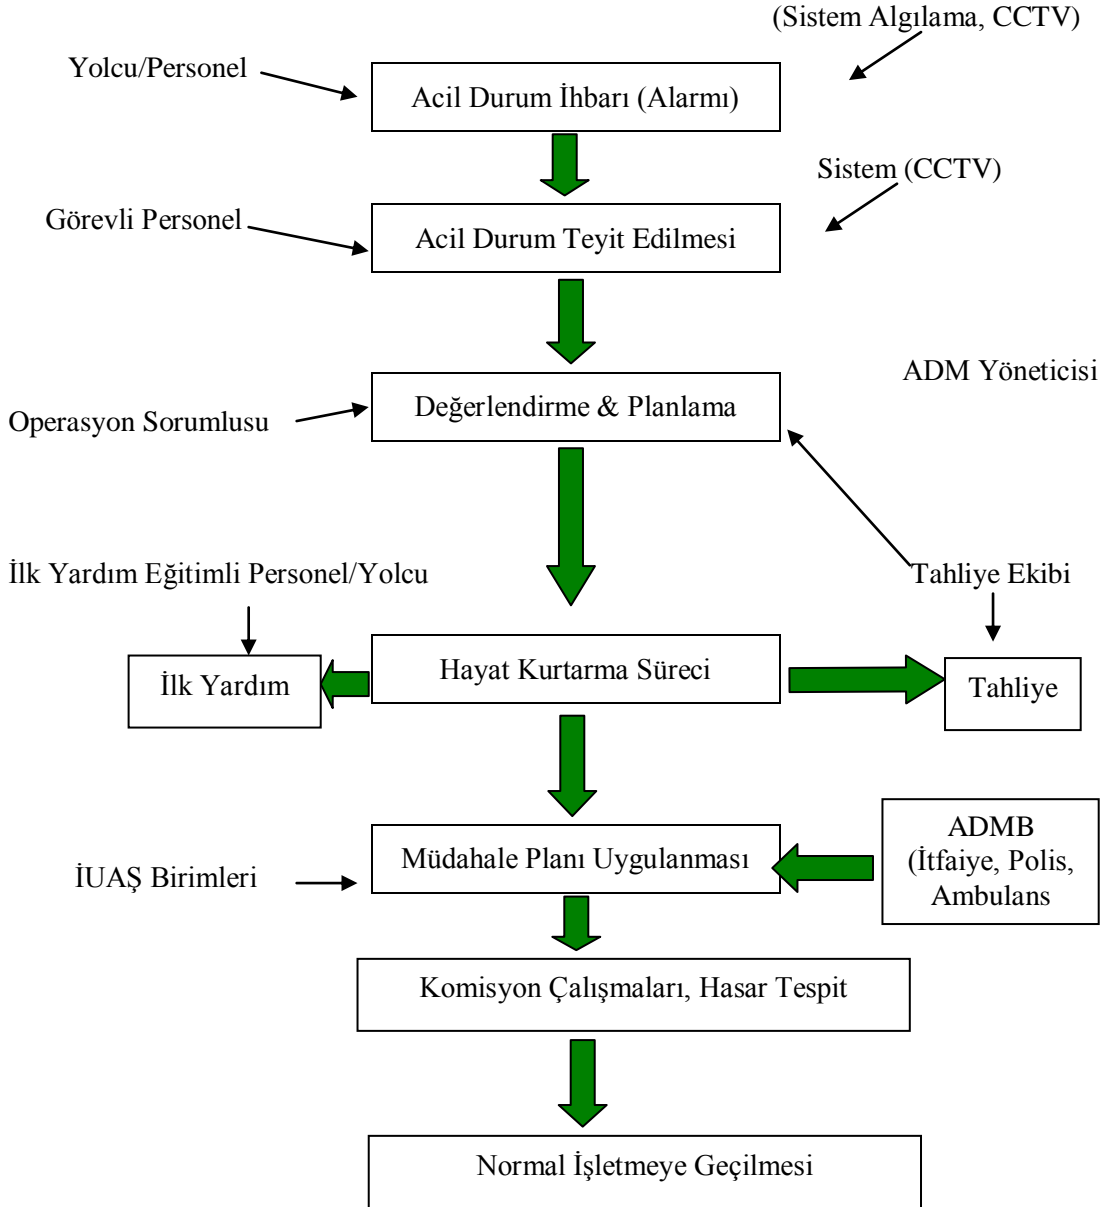 (Sistem Algılama, CCTV)
Yolcu/Personel
Acil Durum İhbarı (Alarmı)
Sistem (CCTV)
Görevli Personel
Acil Durum Teyit Edilmesi
ADM Yöneticisi
Değerlendirme & Planlama
Operasyon Sorumlusu
İlk Yardım Eğitimli Personel/Yolcu
Tahliye Ekibi
Hayat Kurtarma Süreci
İlk Yardım
Tahliye
ADMB
(İtfaiye, Polis,
Ambulans
Müdahale Planı Uygulanması
İUAŞ Birimleri
Komisyon Çalışmaları, Hasar Tespit
Normal İşletmeye Geçilmesi